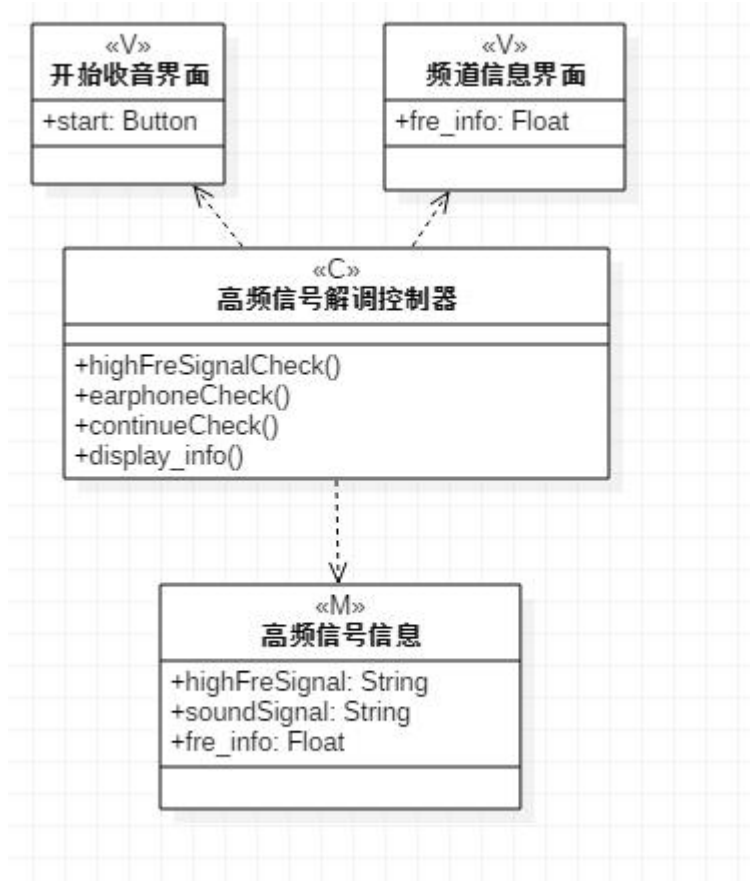 «V»
开始收音界面
+start: Button
«V»
频道信息界面
+fre_info: Float
«C»
高频信号解调控制器
+highFreSignalCheck()
+earphoneCheck()
+continueCheck()
+display_info()
«M»
高频信号信息
+highFreSignal: String
+soundSignal: String
+fre_info: Float